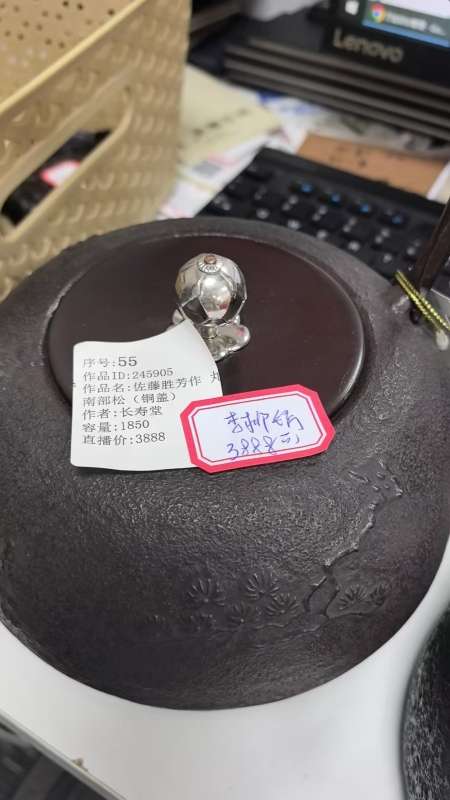 Lenovo
序号:55
作品ID:245905
作品名:佐藤胜芳作
南部松（铜盖）
作者:长寿堂
容量:1850
直播价:3888
3888